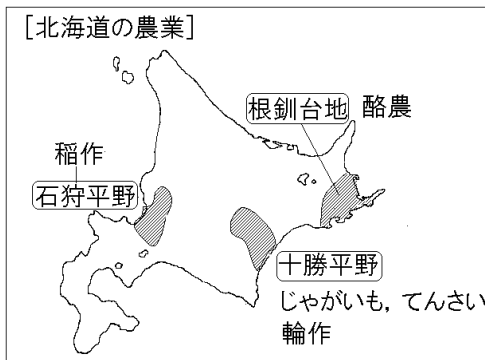 [北海道の農業]
根釧台地 酪農
稲作
石狩平野
十勝平野
じゃがいも，てんさい
輪作